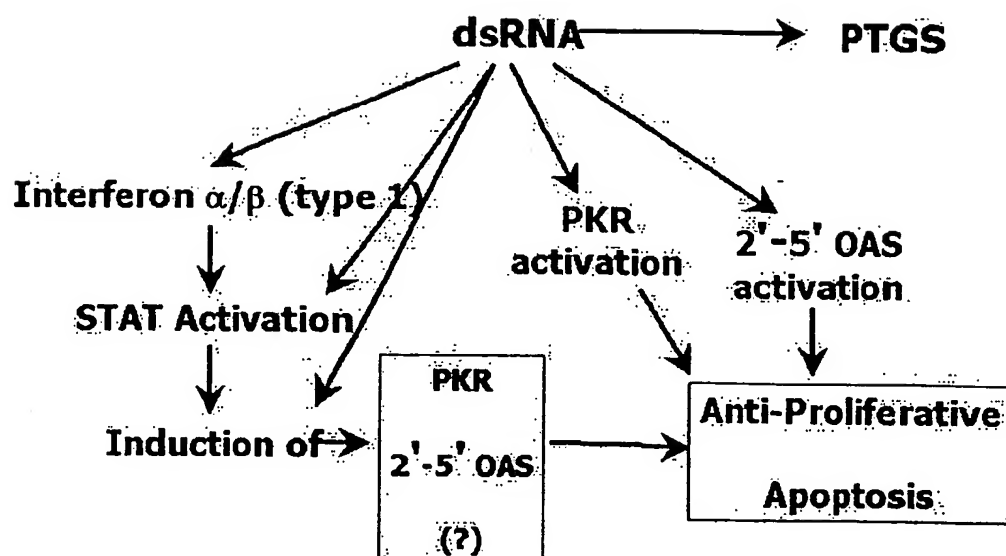 dsRNA
PTGS
Interferon α/β (type 1)
PKR
activation
2'-5' OAS
activation
STAT Activation
Induction of
PKR
2'-5' OAS
(?)
Anti-Proliferative
Apoptosis